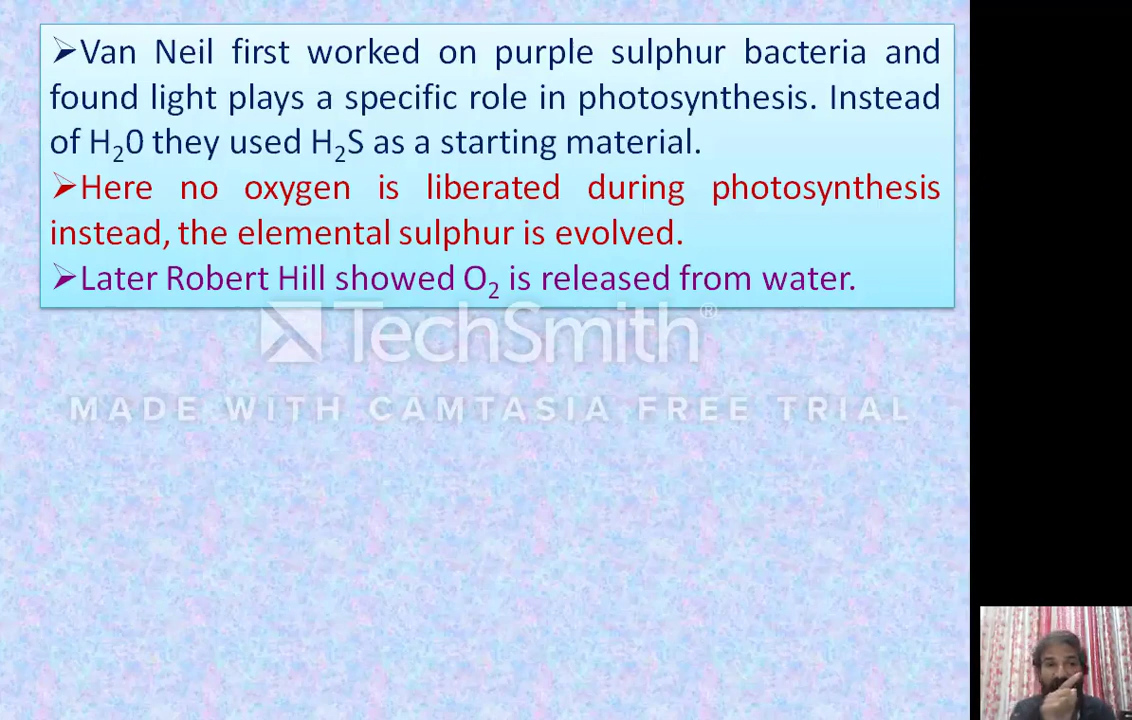 ➢Van Neil first worked on purple sulphur bacteria and
found light plays a specific role in photosynthesis. Instead
of H₂0 they used H₂S as a starting material.
➢Here no oxygen is liberated during photosynthesis
instead, the elemental sulphur is evolved.
➢Later Robert Hill showed O₂ is released from water.
TechSmith®
MADE WITH CAMTASIA FREE TRIAL